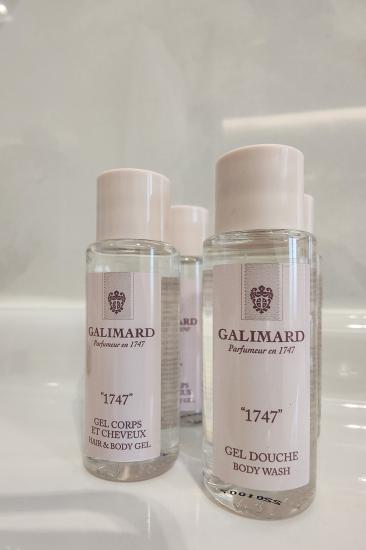 GALIMARD
Parfumeur en 1747
"1747"
GEL CORPS
ET CHEVEUX
HAIR & BODY GEL
GALIMARD
Parfumeur en 1747
"1747"
GEL DOUCHE
BODY WASH